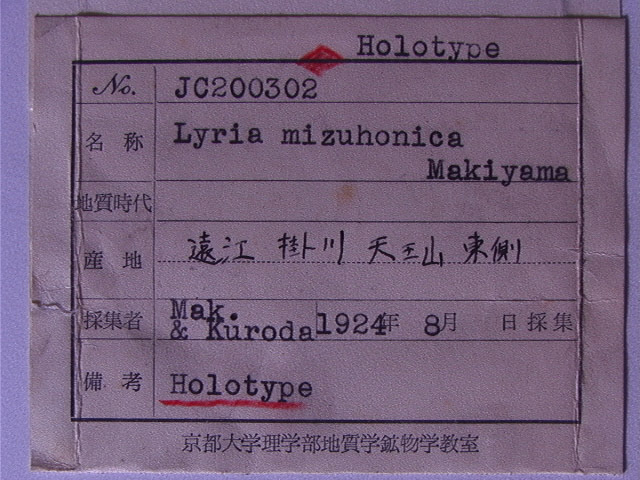 Holotype
No. JC200302
名称 Lyria mizuhonica
Makiyama
地質時代
産地 遠江 掛川 天王山 東側
採集者 Mak. & Kuroda 1924年 8月 日採集
備考 Holotype
京都大学理学部地質学鉱物学教室